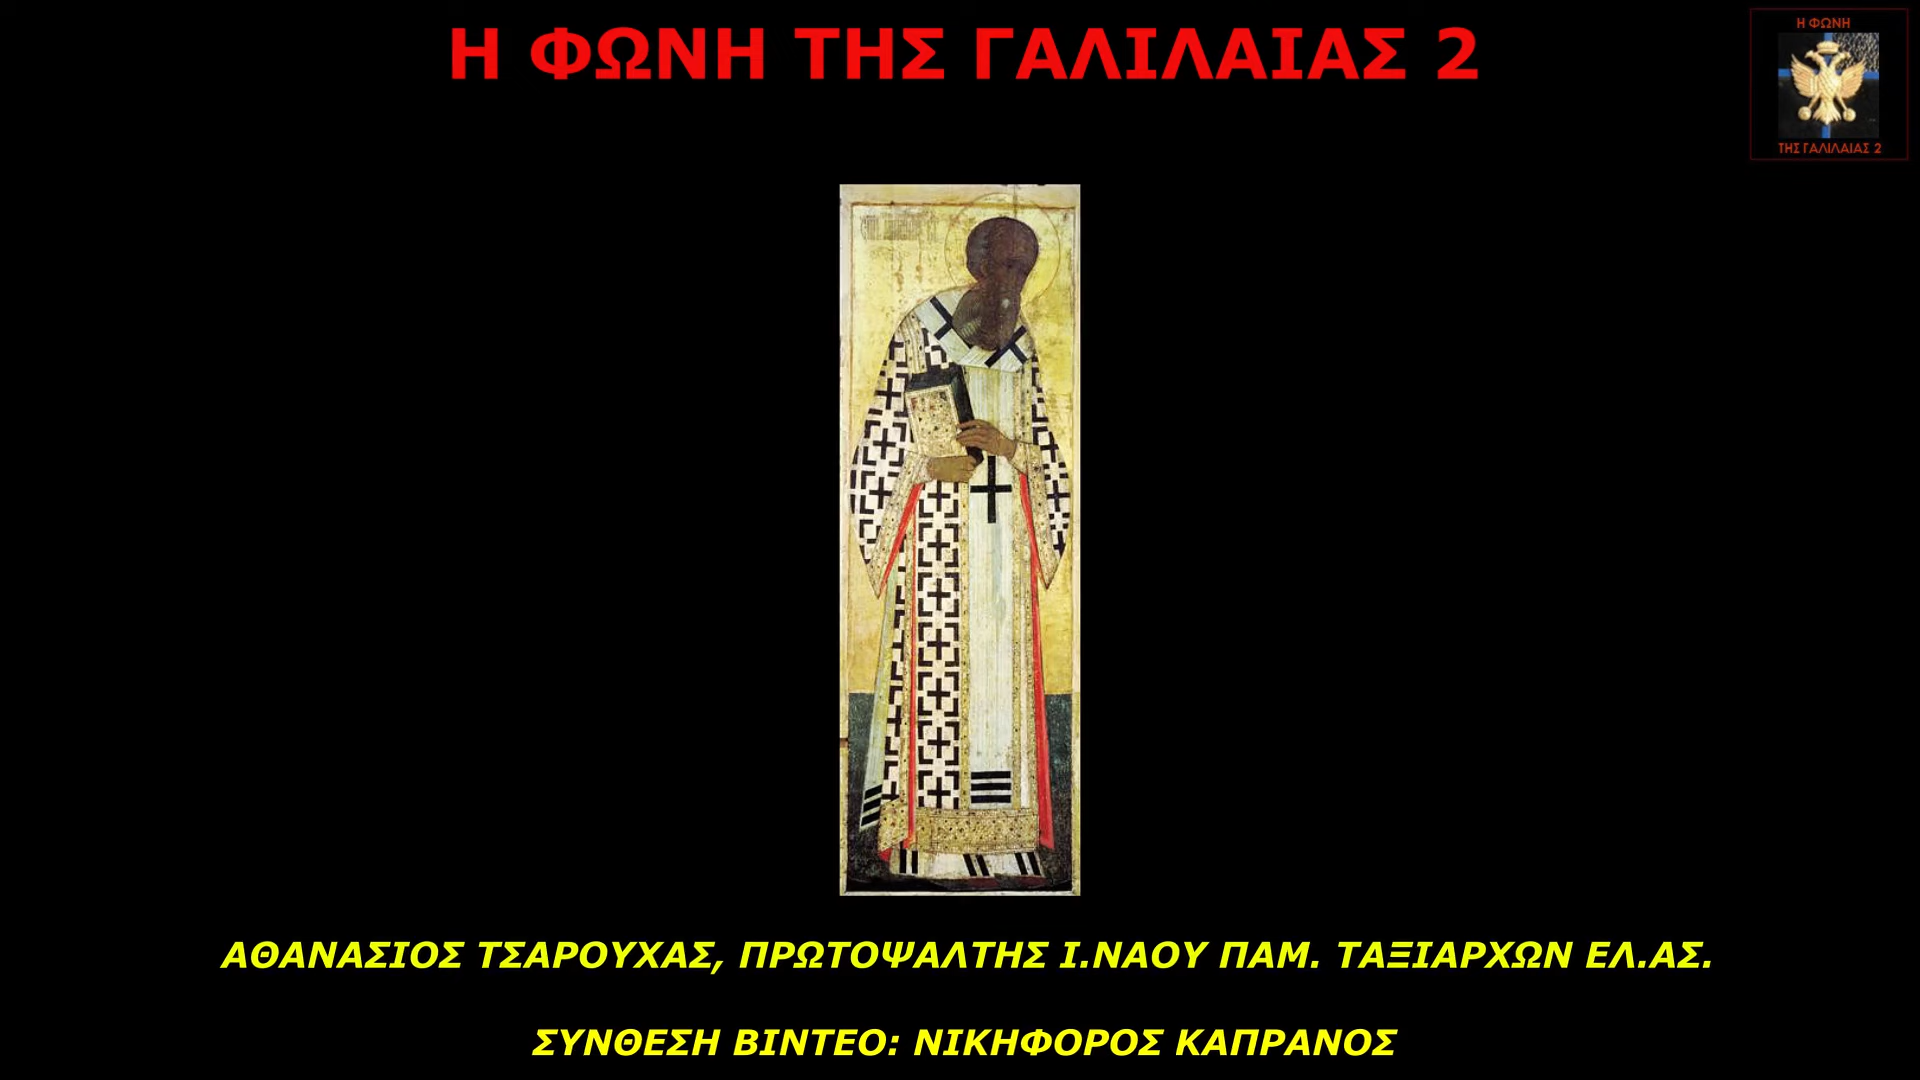 Η ΦΩΝΗ ΤΗΣ ΓΑΛΙΛΑΙΑΣ 2
Η ΦΩΝΗ
ΤΗΣ ΓΑΛΙΛΑΙΑΣ 2
ΑΘΑΝΑΣΙΟΣ ΤΣΑΡΟΥΧΑΣ, ΠΡΩΤΟΨΑΛΤΗΣ Ι.ΝΑΟΥ ΠΑΜ. ΤΑΞΙΑΡΧΩΝ ΕΛ.ΑΣ.
ΣΥΝΘΕΣΗ ΒΙΝΤΕΟ: ΝΙΚΗΦΟΡΟΣ ΚΑΠΡΑΝΟΣ